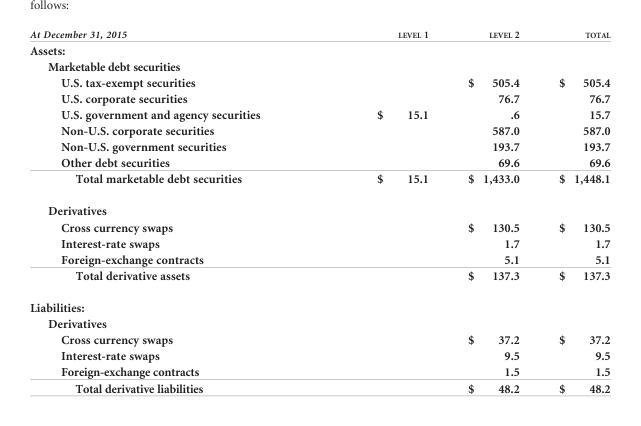 follows:
At December 31, 2015 LEVEL 1 LEVEL 2 TOTAL
Assets:
Marketable debt securities
U.S. tax-exempt securities $ 505.4 $ 505.4
U.S. corporate securities 76.7 76.7
U.S. government and agency securities $ 15.1 .6 15.7
Non-U.S. corporate securities 587.0 587.0
Non-U.S. government securities 193.7 193.7
Other debt securities 69.6 69.6
Total marketable debt securities $ 15.1 $ 1,433.0 $ 1,448.1
Derivatives
Cross currency swaps $ 130.5 $ 130.5
Interest-rate swaps 1.7 1.7
Foreign-exchange contracts 5.1 5.1
Total derivative assets $ 137.3 $ 137.3
Liabilities:
Derivatives
Cross currency swaps $ 37.2 $ 37.2
Interest-rate swaps 9.5 9.5
Foreign-exchange contracts 1.5 1.5
Total derivative liabilities $ 48.2 $ 48.2